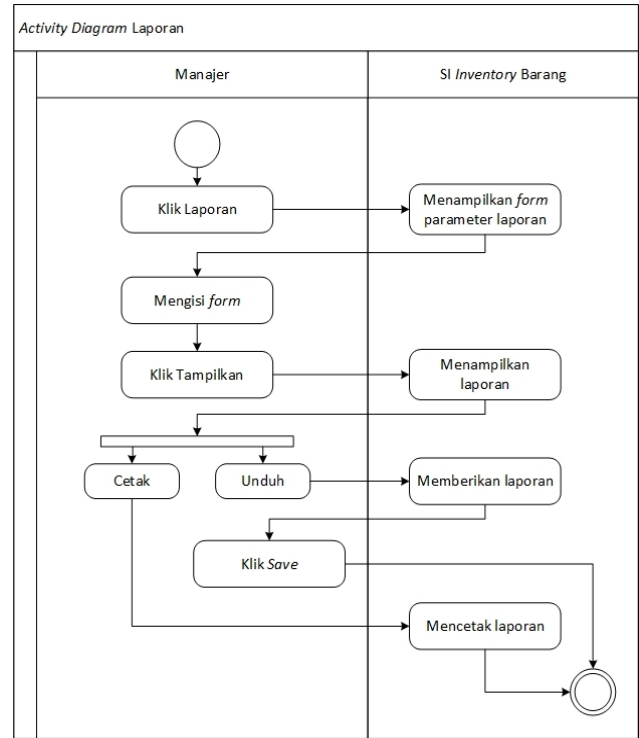 Activity Diagram Laporan
Manajer
SI Inventory Barang
Klik Laporan
Menampilkan form
parameter laporan
Mengisi form
Klik Tampilkan
Menampilkan
laporan
Cetak
Unduh
Memberikan laporan
Klik Save
Mencetak laporan